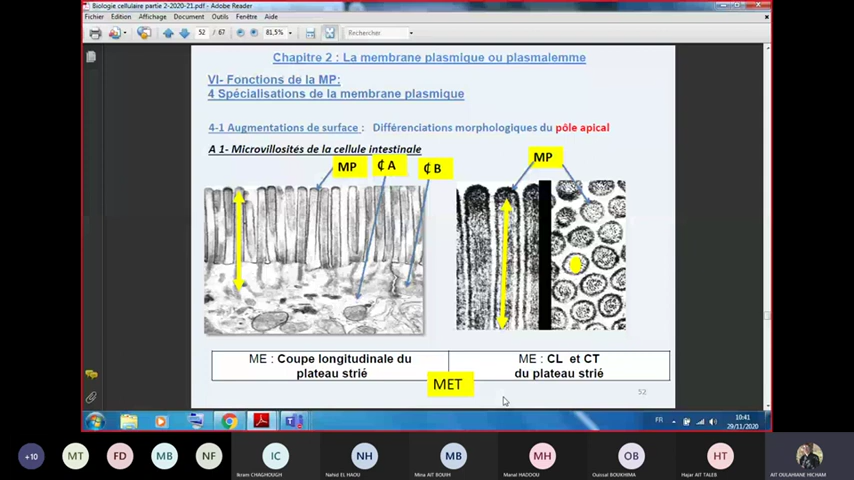 Biologie cellulaire partie 2-2020-21.pdf - Adobe Reader
Fichier Edition Affichage Document Outils Fenêtre Aide
52 / 67 81,5% Rechercher
Chapitre 2 : La membrane plasmique ou plasmalemme
VI- Fonctions de la MP:
4 Spécialisations de la membrane plasmique
4-1 Augmentations de surface : Différenciations morphologiques du pôle apical
A 1- Microvillosités de la cellule intestinale
MP ₵ A ₵ B MP
ME : Coupe longitudinale du
plateau strié
ME : CL et CT
du plateau strié
MET
52
FR 10:41
29/11/2020
+10 MT FD MB NF IC NH MB MH OB HT
Ikram CHAGHOUGH Nahid EL HAOU Mina AIT BOUIH Manal HADDOU Ouissal BOUKHIMA Hajar AIT TALEB AIT OULAHIANE HICHAM